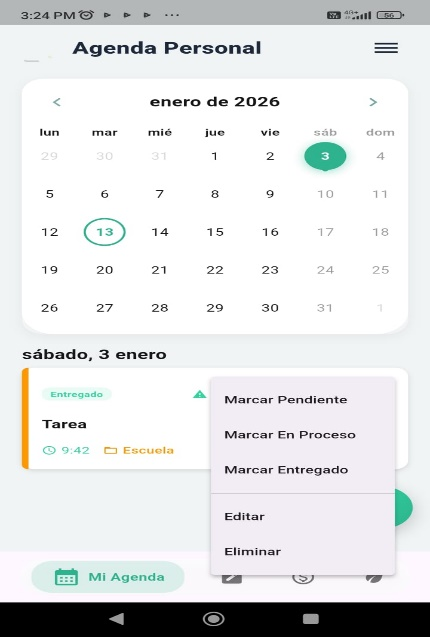 3:24 PM
4G+
56
Agenda Personal
enero de 2026
lun mar mié jue vie sáb dom
29 30 31 1 2 3 4
5 6 7 8 9 10 11
12 13 14 15 16 17 18
19 20 21 22 23 24 25
26 27 28 29 30 31 1
sábado, 3 enero
Entregado
Tarea
9:42 Escuela
Marcar Pendiente
Marcar En Proceso
Marcar Entregado
Editar
Eliminar
Mi Agenda